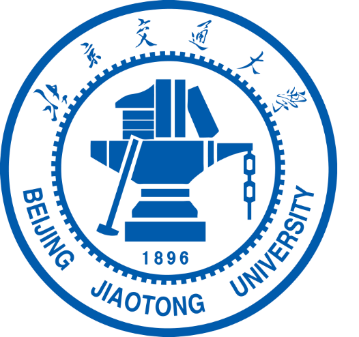 北京交通大学
1896
BEIJING JIAOTONG UNIVERSITY